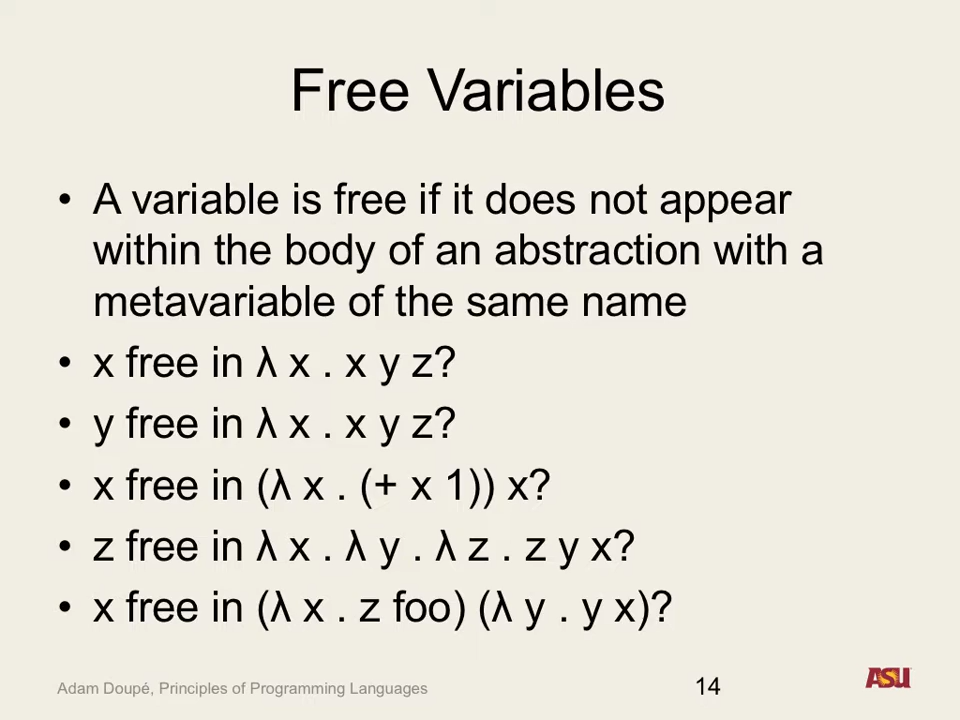 Free Variables
• A variable is free if it does not appear
within the body of an abstraction with a
metavariable of the same name
• x free in λ x . x y z?
• y free in λ x . x y z?
• x free in (λ x . (+ x 1)) x?
• z free in λ x . λ y . λ z . z y x?
• x free in (λ x . z foo) (λ y . y x)?
Adam Doupé, Principles of Programming Languages
14
ASU